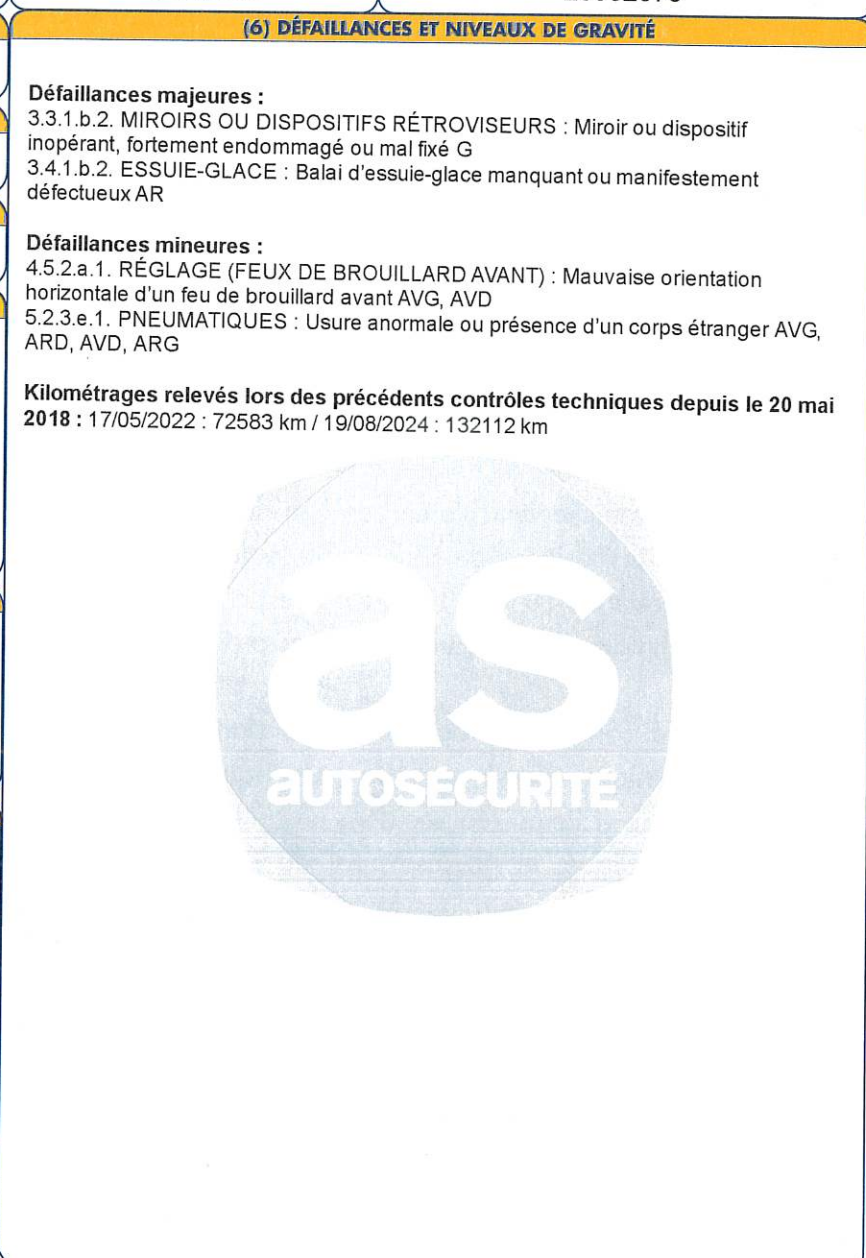 (6) DÉFAILLANCES ET NIVEAUX DE GRAVITÉ
Défaillances majeures :
3.3.1.b.2. MIROIRS OU DISPOSITIFS RÉTROVISEURS : Miroir ou dispositif
inopérant, fortement endommagé ou mal fixé G
3.4.1.b.2. ESSUIE-GLACE : Balai d'essuie-glace manquant ou manifestement
défectueux AR
Défaillances mineures :
4.5.2.a.1. RÉGLAGE (FEUX DE BROUILLARD AVANT) : Mauvaise orientation
horizontale d'un feu de brouillard avant AVG, AVD
5.2.3.e.1. PNEUMATIQUES : Usure anormale ou présence d'un corps étranger AVG,
ARD, AVD, ARG
Kilométrages relevés lors des précédents contrôles techniques depuis le 20 mai
2018 : 17/05/2022 : 72583 km / 19/08/2024 : 132112 km
as
AUTOSÉCURITÉ